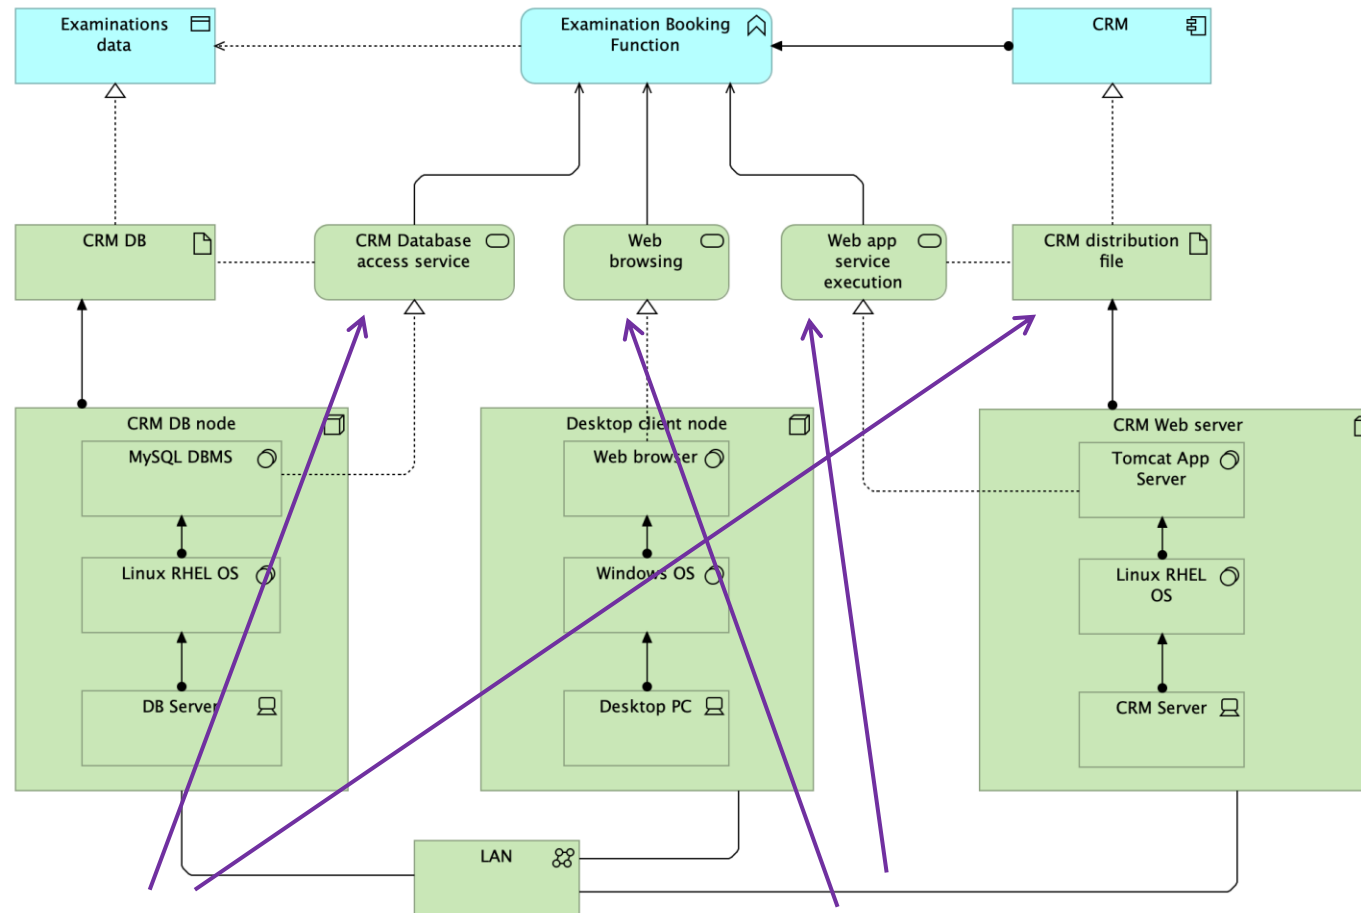 Examinations
data
Examination Booking
Function
CRM
CRM DB
CRM Database
access service
Web
browsing
Web app
service
execution
CRM distribution
file
CRM DB node
MySQL DBMS
Linux RHEL OS
DB Server
Desktop client node
Web browser
Windows OS
Desktop PC
CRM Web server
Tomcat App
Server
Linux RHEL
OS
CRM Server
LAN